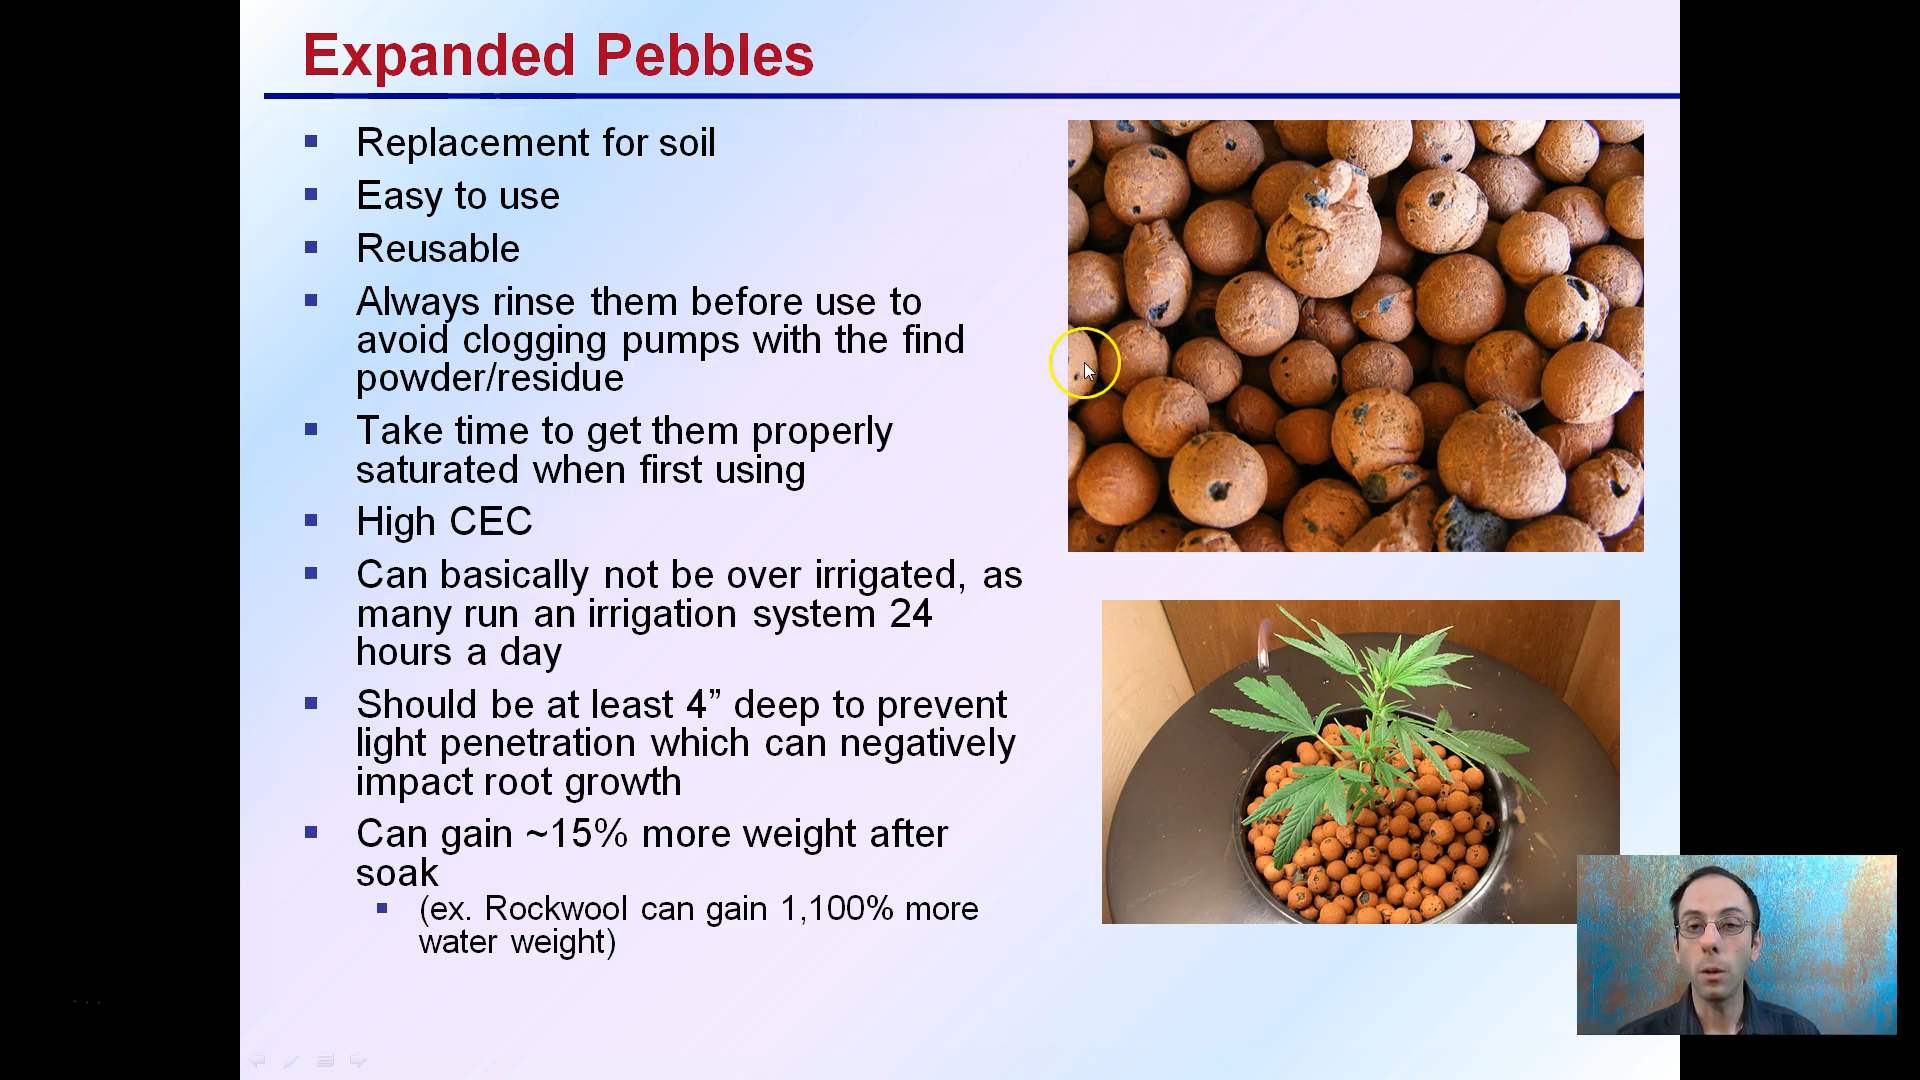 Expanded Pebbles
Replacement for soil
Easy to use
Reusable
Always rinse them before use to
avoid clogging pumps with the find
powder/residue
Take time to get them properly
saturated when first using
High CEC
Can basically not be over irrigated, as
many run an irrigation system 24
hours a day
Should be at least 4” deep to prevent
light penetration which can negatively
impact root growth
Can gain ~15% more weight after
soak
(ex. Rockwool can gain 1,100% more
water weight)